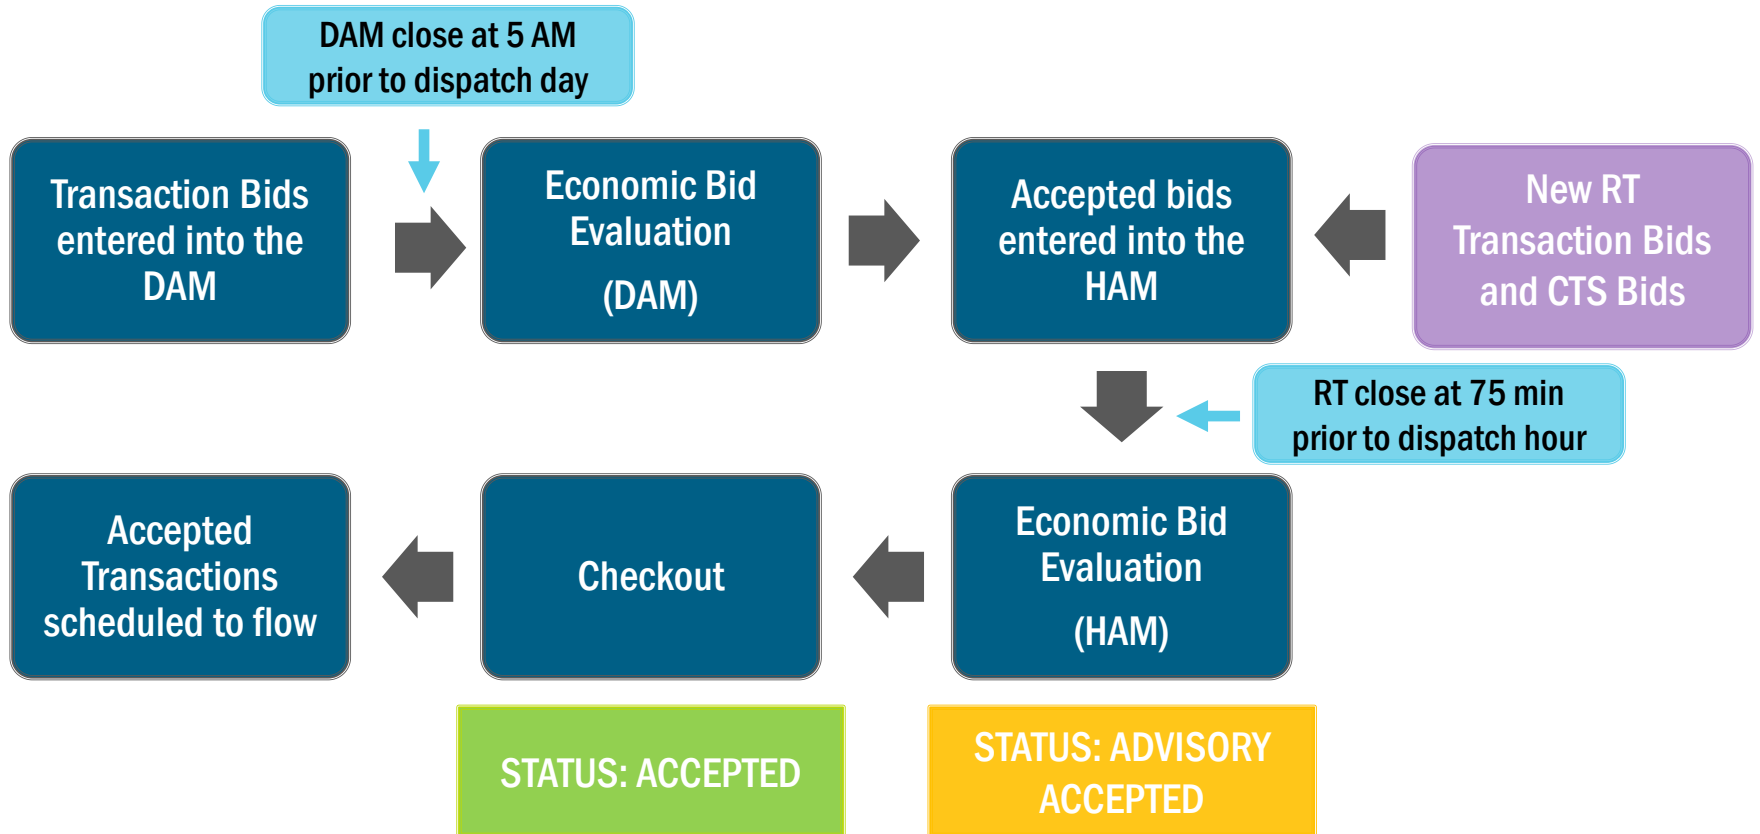 DAM close at 5 AM
prior to dispatch day
Transaction Bids
entered into the
DAM
Economic Bid
Evaluation
(DAM)
Accepted bids
entered into the
HAM
New RT
Transaction Bids
and CTS Bids
RT close at 75 min
prior to dispatch hour
Accepted
Transactions
scheduled to flow
Checkout
Economic Bid
Evaluation
(HAM)
STATUS: ACCEPTED
STATUS: ADVISORY
ACCEPTED